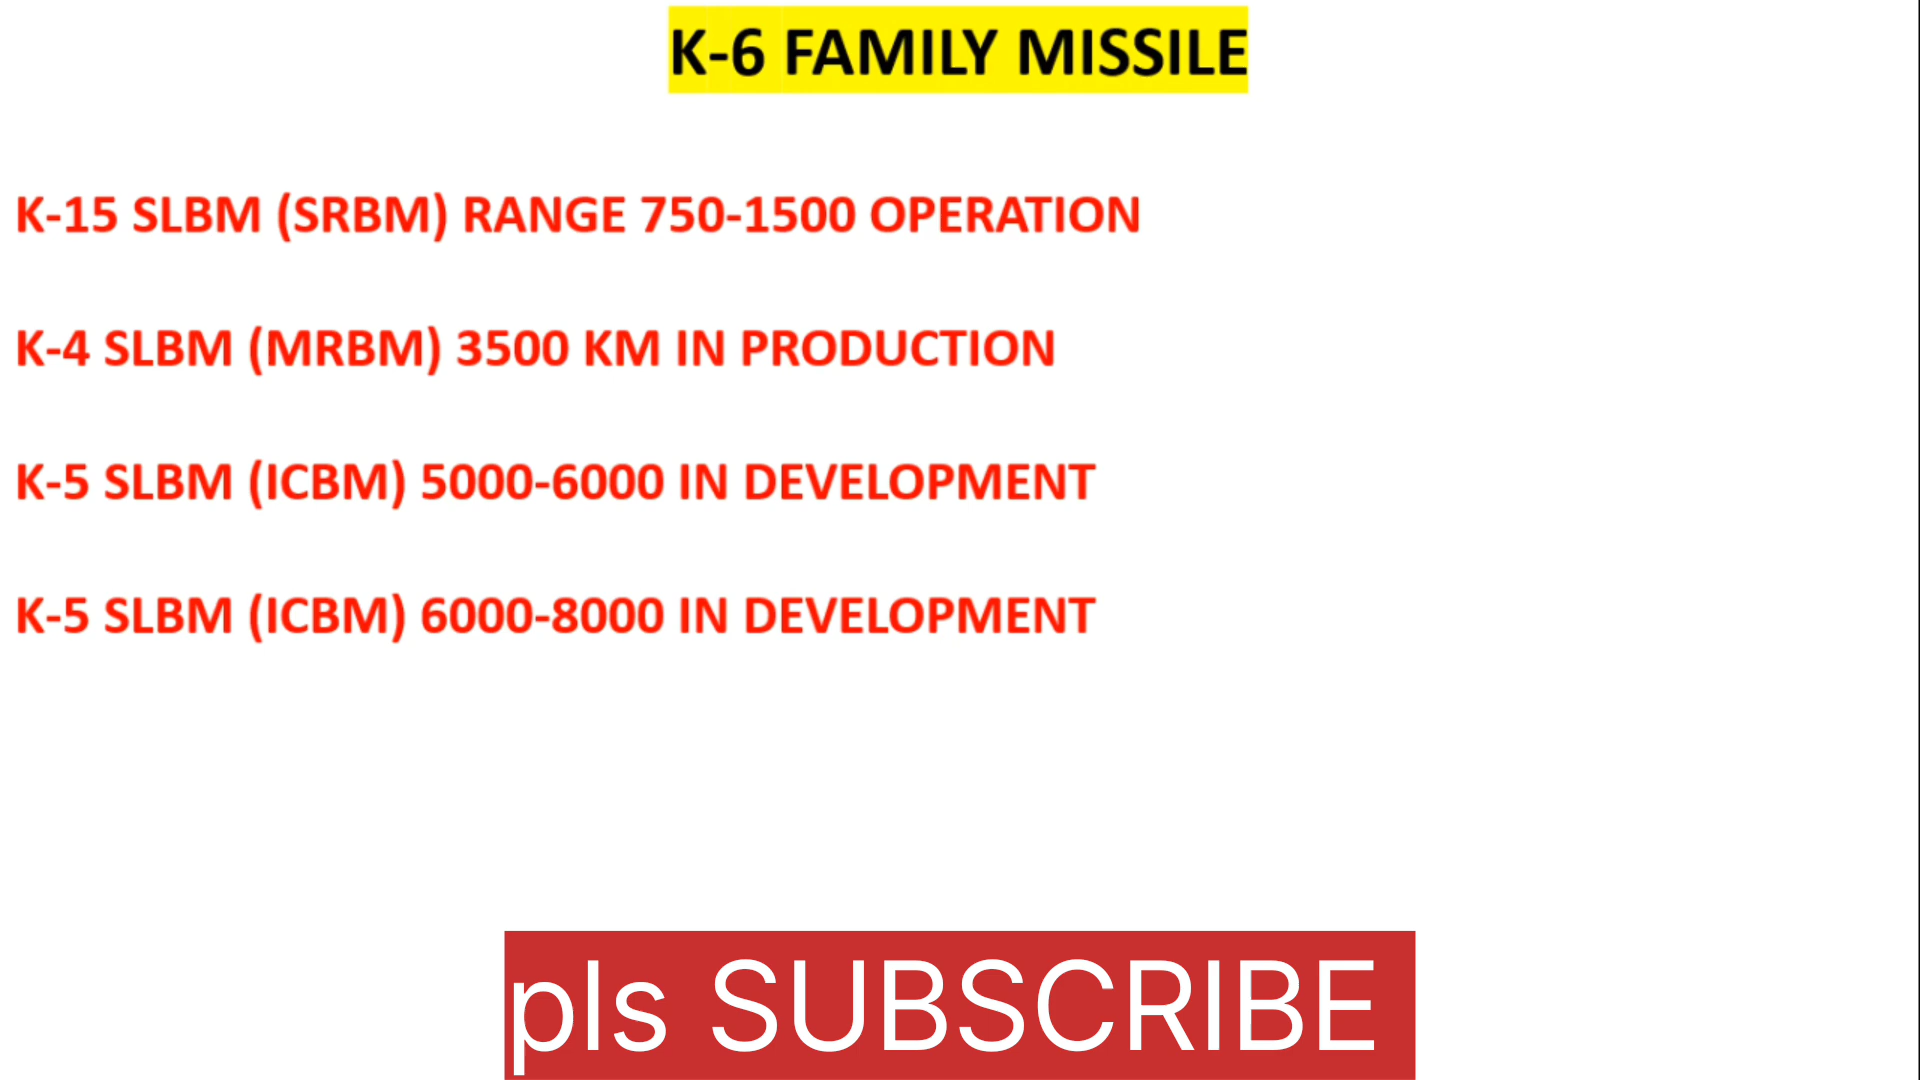 K-6 FAMILY MISSILE
K-15 SLBM (SRBM) RANGE 750-1500 OPERATION
K-4 SLBM (MRBM) 3500 KM IN PRODUCTION
K-5 SLBM (ICBM) 5000-6000 IN DEVELOPMENT
K-5 SLBM (ICBM) 6000-8000 IN DEVELOPMENT
pls SUBSCRIBE